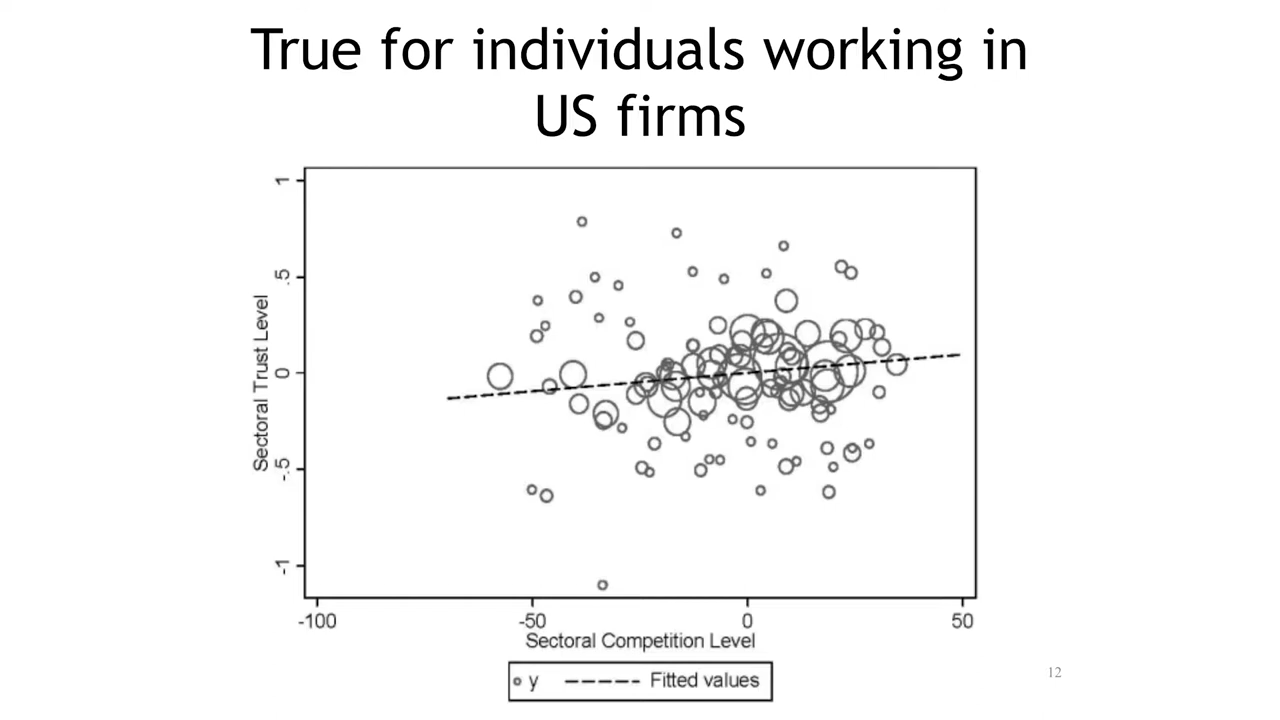 True for individuals working in
US firms
Sectoral Trust Level
1
.5
0
-.5
-1
-100
-50
0
50
Sectoral Competition Level
y
Fitted values
12